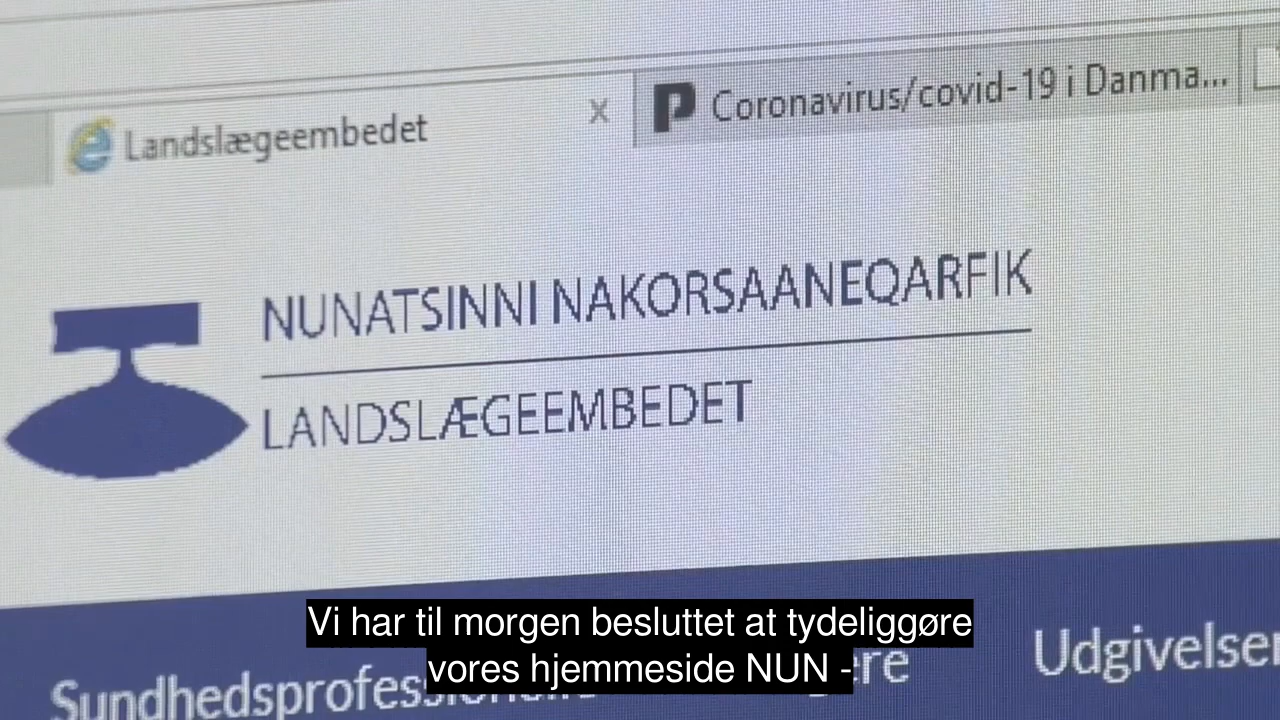 Landslægeembedet
x
Coronavirus/covid-19 i Danma...
NUNATSINNI NAKORSAANEQARFIK
LANDSLÆGEEMBEDET
Vi har til morgen besluttet at tydeliggøre
vores hjemmeside NUN -
Udgivelser